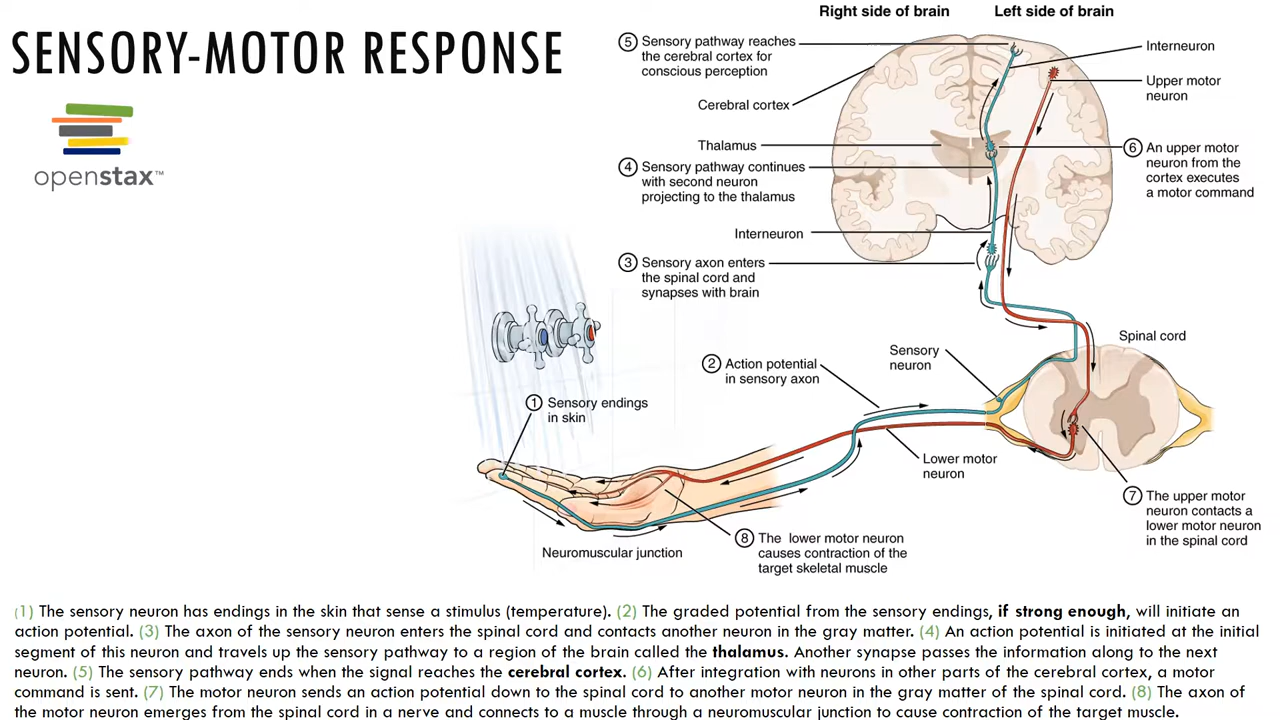 SENSORY-MOTOR RESPONSE
openstax™
Right side of brain
Left side of brain
5 Sensory pathway reaches
the cerebral cortex for
conscious perception
Interneuron
Upper motor
neuron
Cerebral cortex
Thalamus
4 Sensory pathway continues
with second neuron
projecting to the thalamus
6 An upper motor
neuron from the
cortex executes
a motor command
Interneuron
3 Sensory axon enters
the spinal cord and
synapses with brain
Spinal cord
Sensory
neuron
2 Action potential
in sensory axon
1 Sensory endings
in skin
Lower motor
neuron
7 The upper motor
neuron contacts a
lower motor neuron
in the spinal cord
Neuromuscular junction
8 The lower motor neuron
causes contraction of the
target skeletal muscle
(1) The sensory neuron has endings in the skin that sense a stimulus (temperature). (2) The graded potential from the sensory endings, if strong enough, will initiate an
action potential. (3) The axon of the sensory neuron enters the spinal cord and contacts another neuron in the gray matter. (4) An action potential is initiated at the initial
segment of this neuron and travels up the sensory pathway to a region of the brain called the thalamus. Another synapse passes the information along to the next
neuron. (5) The sensory pathway ends when the signal reaches the cerebral cortex. (6) After integration with neurons in other parts of the cerebral cortex, a motor
command is sent. (7) The motor neuron sends an action potential down to the spinal cord to another motor neuron in the gray matter of the spinal cord. (8) The axon of
the motor neuron emerges from the spinal cord in a nerve and connects to a muscle through a neuromuscular junction to cause contraction of the target muscle.